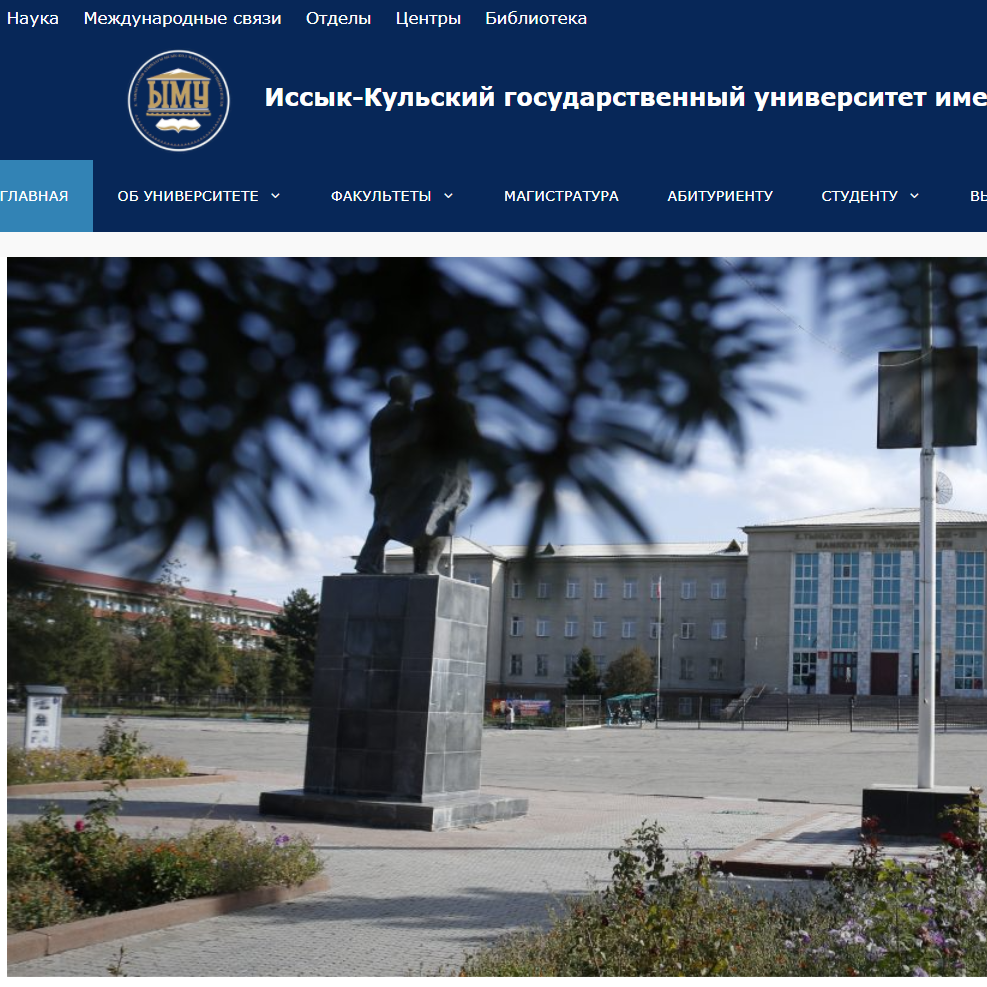 Наука Международные связи Отделы Центры Библиотека
ЫМУ
Иссык-Кульский государственный университет име
ГЛАВНАЯ ОБ УНИВЕРСИТЕТЕ ФАКУЛЬТЕТЫ МАГИСТРАТУРА АБИТУРИЕНТУ СТУДЕНТУ ВЫ